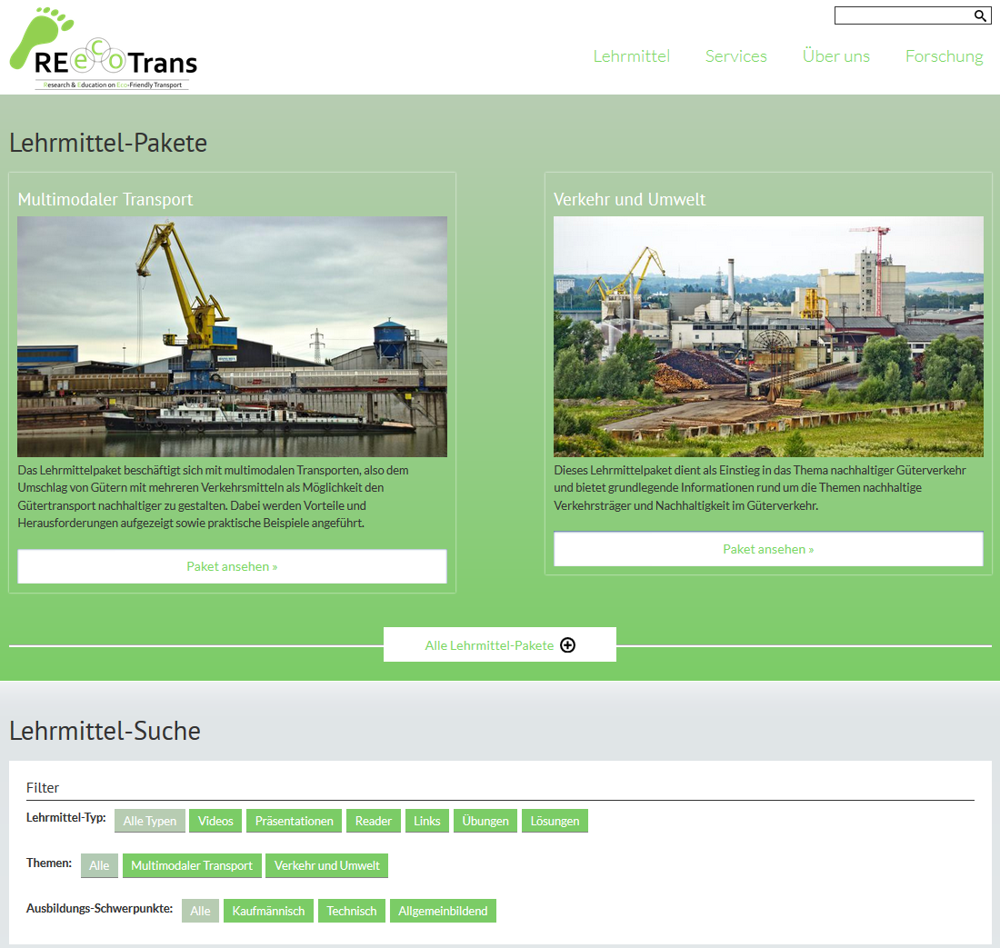 REecoTrans
Research & Education on Eco-Friendly Transport
Lehrmittel
Services
Über uns
Forschung
Lehrmittel-Pakete
Multimodaler Transport
Das Lehrmittelpaket beschäftigt sich mit multimodalen Transporten, also dem
Umschlag von Gütern mit mehreren Verkehrsmitteln als Möglichkeit den
Gütertransport nachhaltiger zu gestalten. Dabei werden Vorteile und
Herausforderungen aufgezeigt sowie praktische Beispiele angeführt.
Paket ansehen »
Verkehr und Umwelt
Dieses Lehrmittelpaket dient als Einstieg in das Thema nachhaltiger Güterverkehr
und bietet grundlegende Informationen rund um die Themen nachhaltige
Verkehrsträger und Nachhaltigkeit im Güterverkehr.
Paket ansehen »
Alle Lehrmittel-Pakete
Lehrmittel-Suche
Filter
Lehrmittel-Typ: Alle Typen Videos Präsentationen Reader Links Übungen Lösungen
Themen: Alle Multimodaler Transport Verkehr und Umwelt
Ausbildungs-Schwerpunkte: Alle Kaufmännisch Technisch Allgemeinbildend